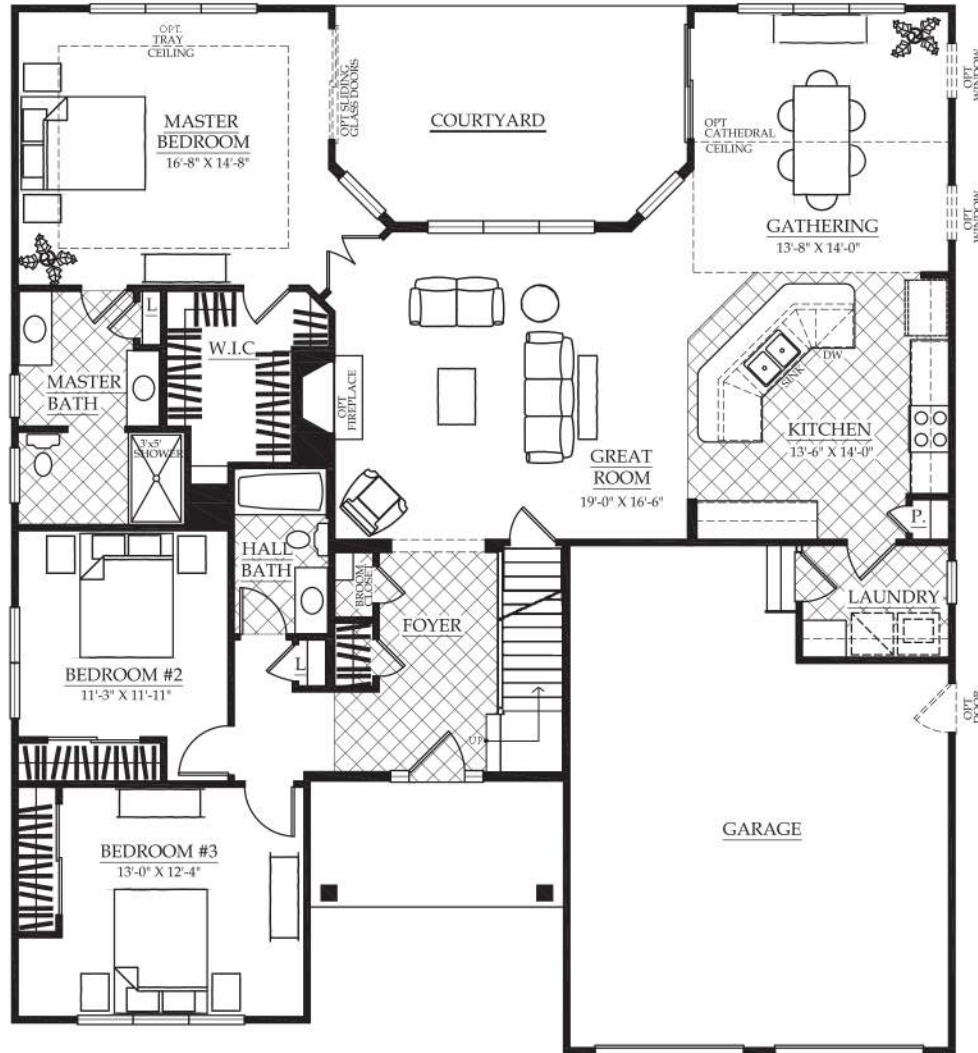 OPT.
TRAY
CEILING
MASTER
BEDROOM
16'-8" X 14'-8"
OPT SLIDING
GLASS DOORS
COURTYARD
OPT
CATHEDRAL
CEILING
OPT
WINDOW
OPT
WINDOW
GATHERING
13'-8" X 14'-0"
L
W.I.C
MASTER
BATH
3'x5'
SHOWER
OPT
FIREPLACE
GREAT
ROOM
19'-0" X 16'-6"
SINK
DW
KITCHEN
13'-6" X 14'-0"
P.
HALL
BATH
BROOM
CLOSET
FOYER
LAUNDRY
L
BEDROOM #2
11'-3" X 11'-11"
UP
OPT
DOOR
BEDROOM #3
13'-0" X 12'-4"
GARAGE